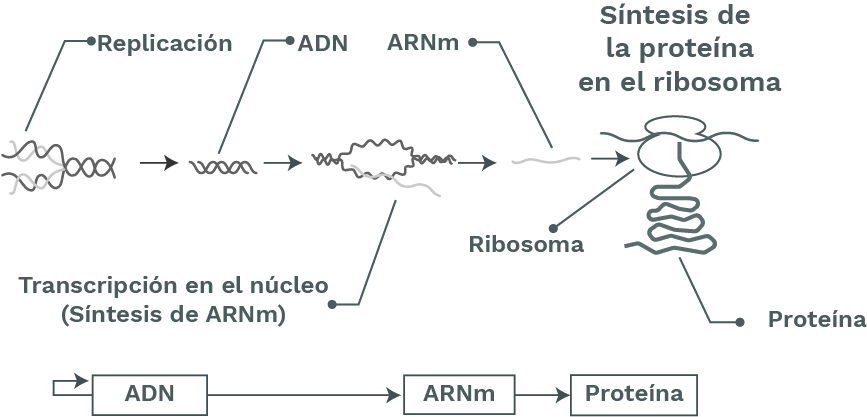 Síntesis de
la proteína
en el ribosoma
Replicación
ADN
ARNm
Ribosoma
Transcripción en el núcleo
(Síntesis de ARNm)
Proteína
ADN
ARNm
Proteína